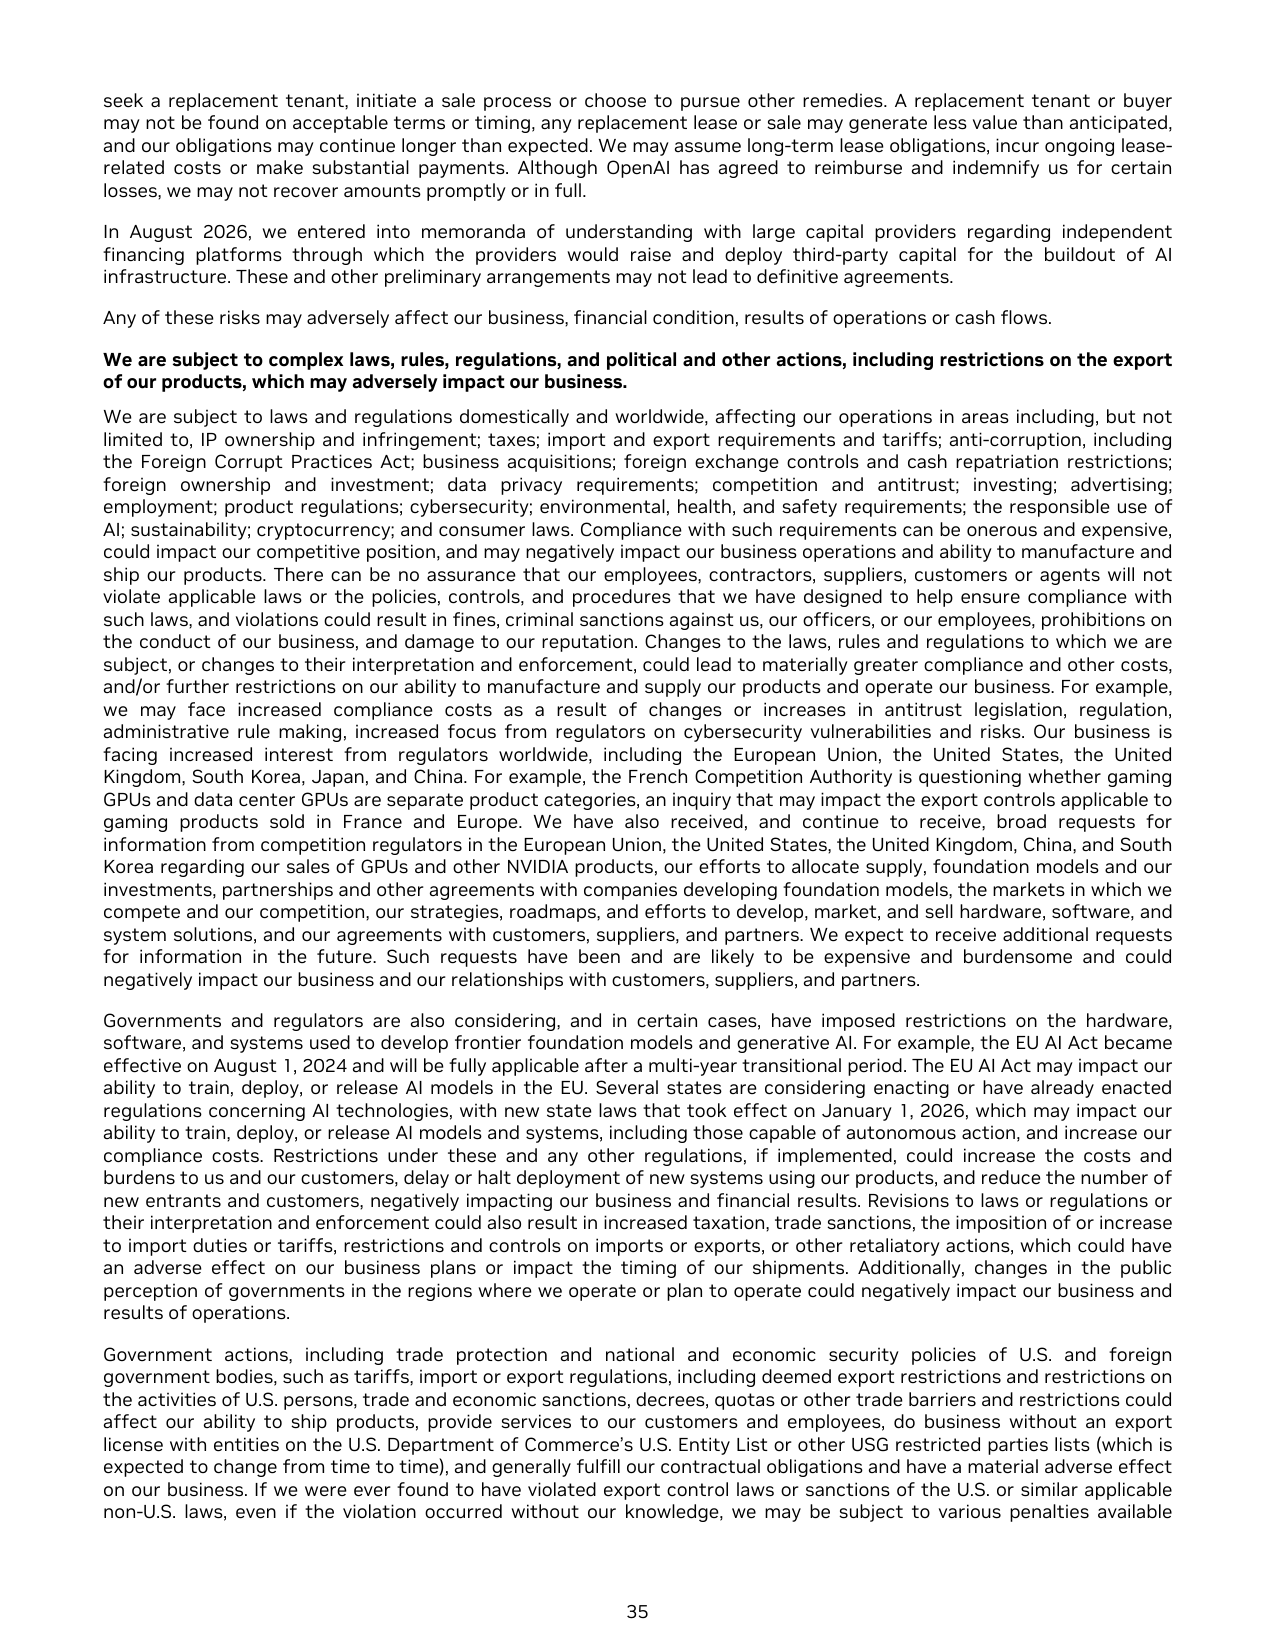 seek a replacement tenant, initiate a sale process or choose to pursue other remedies. A replacement tenant or buyer
may not be found on acceptable terms or timing, any replacement lease or sale may generate less value than anticipated,
and our obligations may continue longer than expected. We may assume long-term lease obligations, incur ongoing lease-
related costs or make substantial payments. Although OpenAI has agreed to reimburse and indemnify us for certain
losses, we may not recover amounts promptly or in full.
In August 2026, we entered into memoranda of understanding with large capital providers regarding independent
financing platforms through which the providers would raise and deploy third-party capital for the buildout of AI
infrastructure. These and other preliminary arrangements may not lead to definitive agreements.
Any of these risks may adversely affect our business, financial condition, results of operations or cash flows.
We are subject to complex laws, rules, regulations, and political and other actions, including restrictions on the export
of our products, which may adversely impact our business.
We are subject to laws and regulations domestically and worldwide, affecting our operations in areas including, but not
limited to, IP ownership and infringement; taxes; import and export requirements and tariffs; anti-corruption, including
the Foreign Corrupt Practices Act; business acquisitions; foreign exchange controls and cash repatriation restrictions;
foreign ownership and investment; data privacy requirements; competition and antitrust; investing; advertising;
employment; product regulations; cybersecurity; environmental, health, and safety requirements; the responsible use of
AI; sustainability; cryptocurrency; and consumer laws. Compliance with such requirements can be onerous and expensive,
could impact our competitive position, and may negatively impact our business operations and ability to manufacture and
ship our products. There can be no assurance that our employees, contractors, suppliers, customers or agents will not
violate applicable laws or the policies, controls, and procedures that we have designed to help ensure compliance with
such laws, and violations could result in fines, criminal sanctions against us, our officers, or our employees, prohibitions on
the conduct of our business, and damage to our reputation. Changes to the laws, rules and regulations to which we are
subject, or changes to their interpretation and enforcement, could lead to materially greater compliance and other costs,
and/or further restrictions on our ability to manufacture and supply our products and operate our business. For example,
we may face increased compliance costs as a result of changes or increases in antitrust legislation, regulation,
administrative rule making, increased focus from regulators on cybersecurity vulnerabilities and risks. Our business is
facing increased interest from regulators worldwide, including the European Union, the United States, the United
Kingdom, South Korea, Japan, and China. For example, the French Competition Authority is questioning whether gaming
GPUs and data center GPUs are separate product categories, an inquiry that may impact the export controls applicable to
gaming products sold in France and Europe. We have also received, and continue to receive, broad requests for
information from competition regulators in the European Union, the United States, the United Kingdom, China, and South
Korea regarding our sales of GPUs and other NVIDIA products, our efforts to allocate supply, foundation models and our
investments, partnerships and other agreements with companies developing foundation models, the markets in which we
compete and our competition, our strategies, roadmaps, and efforts to develop, market, and sell hardware, software, and
system solutions, and our agreements with customers, suppliers, and partners. We expect to receive additional requests
for information in the future. Such requests have been and are likely to be expensive and burdensome and could
negatively impact our business and our relationships with customers, suppliers, and partners.
Governments and regulators are also considering, and in certain cases, have imposed restrictions on the hardware,
software, and systems used to develop frontier foundation models and generative AI. For example, the EU AI Act became
effective on August 1, 2024 and will be fully applicable after a multi-year transitional period. The EU AI Act may impact our
ability to train, deploy, or release AI models in the EU. Several states are considering enacting or have already enacted
regulations concerning AI technologies, with new state laws that took effect on January 1, 2026, which may impact our
ability to train, deploy, or release AI models and systems, including those capable of autonomous action, and increase our
compliance costs. Restrictions under these and any other regulations, if implemented, could increase the costs and
burdens to us and our customers, delay or halt deployment of new systems using our products, and reduce the number of
new entrants and customers, negatively impacting our business and financial results. Revisions to laws or regulations or
their interpretation and enforcement could also result in increased taxation, trade sanctions, the imposition of or increase
to import duties or tariffs, restrictions and controls on imports or exports, or other retaliatory actions, which could have
an adverse effect on our business plans or impact the timing of our shipments. Additionally, changes in the public
perception of governments in the regions where we operate or plan to operate could negatively impact our business and
results of operations.
Government actions, including trade protection and national and economic security policies of U.S. and foreign
government bodies, such as tariffs, import or export regulations, including deemed export restrictions and restrictions on
the activities of U.S. persons, trade and economic sanctions, decrees, quotas or other trade barriers and restrictions could
affect our ability to ship products, provide services to our customers and employees, do business without an export
license with entities on the U.S. Department of Commerce’s U.S. Entity List or other USG restricted parties lists (which is
expected to change from time to time), and generally fulfill our contractual obligations and have a material adverse effect
on our business. If we were ever found to have violated export control laws or sanctions of the U.S. or similar applicable
non-U.S. laws, even if the violation occurred without our knowledge, we may be subject to various penalties available
35